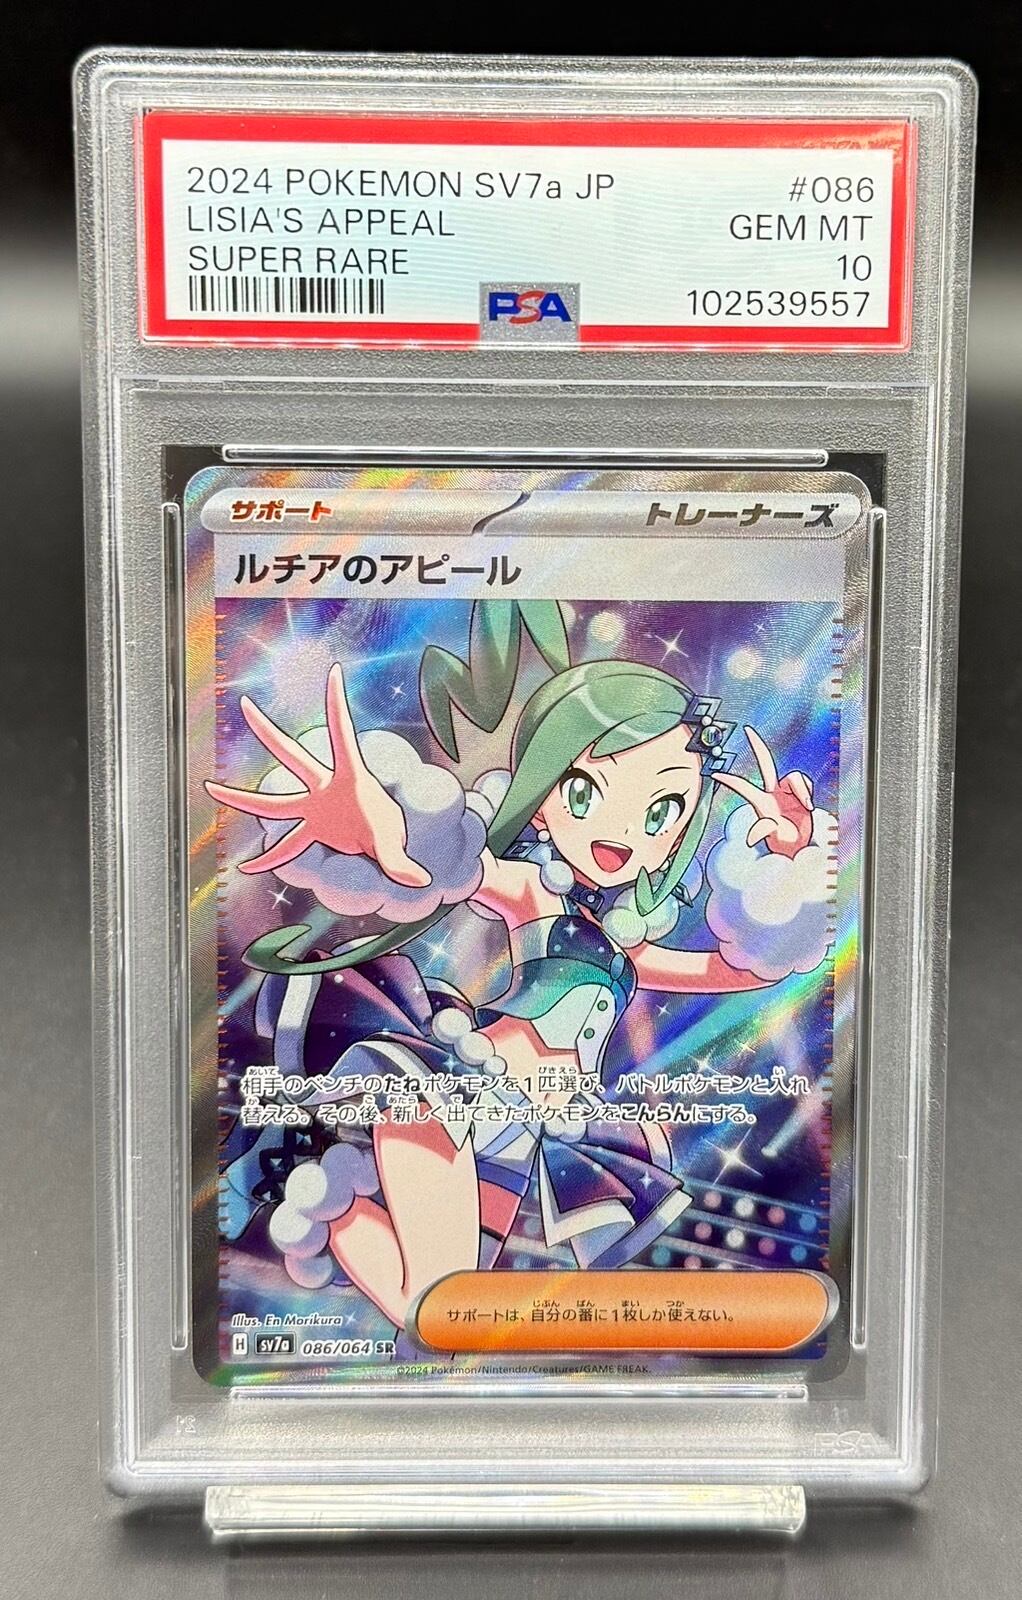 2024 POKEMON SV7a JP #086
LISIA'S APPEAL GEM MT
SUPER RARE 10
PSA 102539557
サポート トレーナーズ
ルチアのアピール
相手のベンチのたねポケモンを1匹選び、バトルポケモンと入れ
替える。その後、新しく出てきたポケモンをこんらんにする。
サポートは、自分の番に1枚しか使えない。
Illus. En Morikura
H sv7a 086/064 SR
©2024 Pokémon/Nintendo/Creatures/GAME FREAK.
PSA